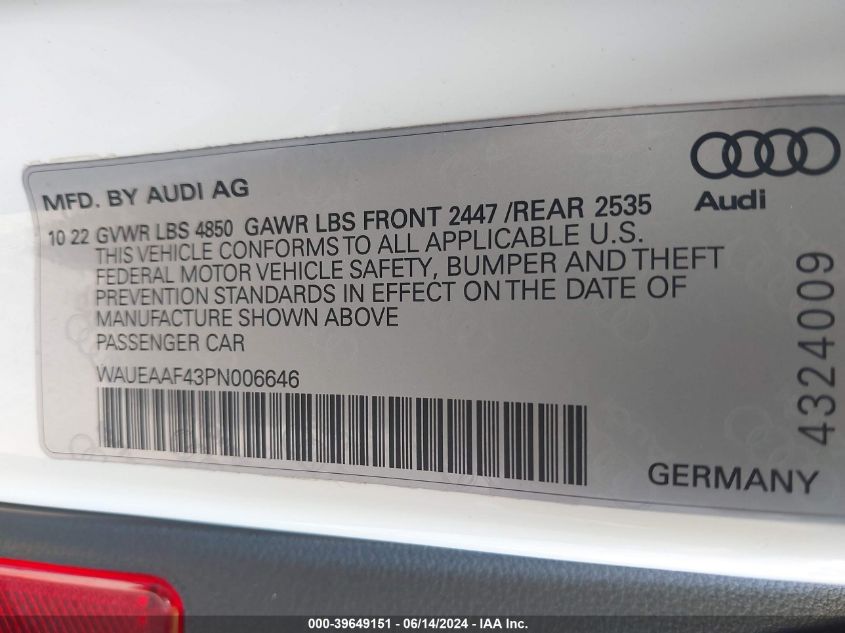 MFD. BY AUDI AG
Audi
10 22 GVWR LBS 4850 GAWR LBS FRONT 2447 /REAR 2535
THIS VEHICLE CONFORMS TO ALL APPLICABLE U.S.
FEDERAL MOTOR VEHICLE SAFETY, BUMPER AND THEFT
PREVENTION STANDARDS IN EFFECT ON THE DATE OF
MANUFACTURE SHOWN ABOVE
PASSENGER CAR
WAUEAAF43PN006646
4324009
GERMANY
000-39649151 - 06/14/2024 - IAA Inc.